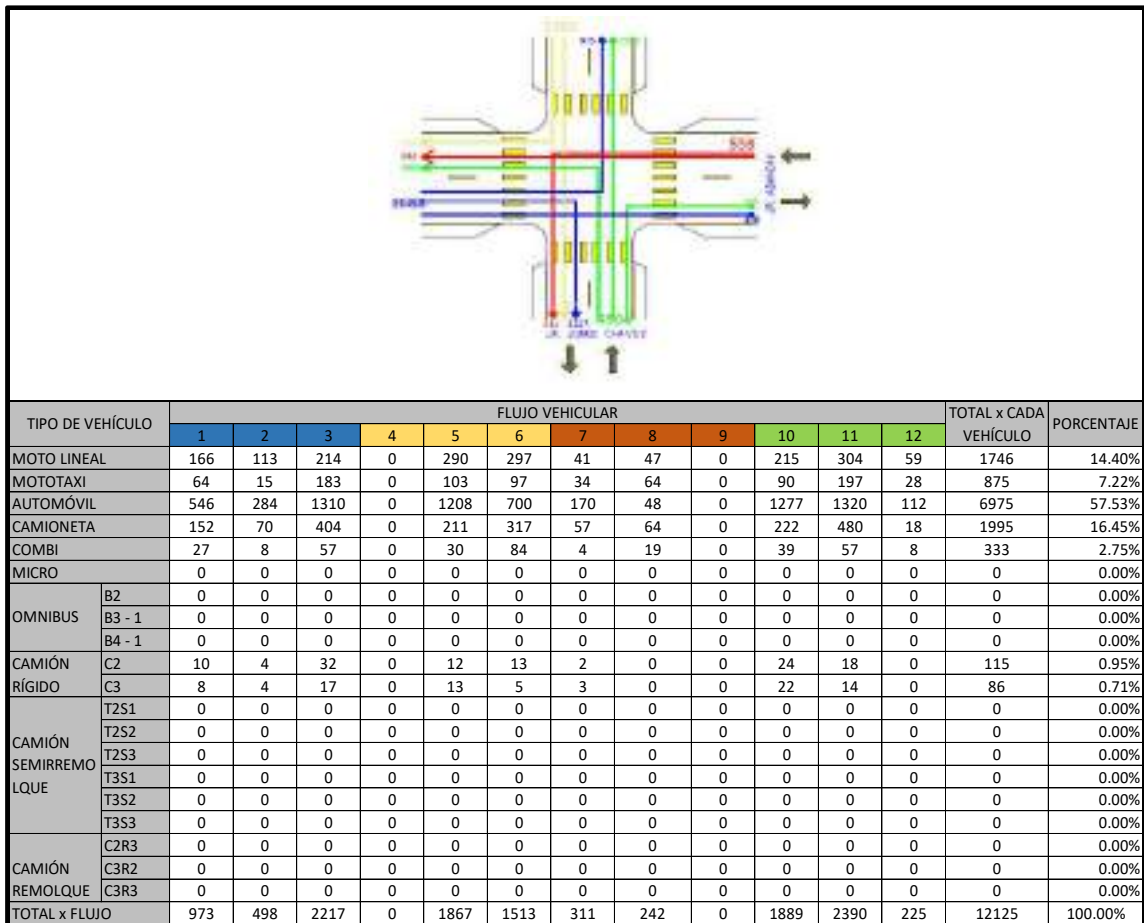 JR. ABANCAY
TIPO DE VEHÍCULO FLUJO VEHICULAR TOTAL x CADA VEHÍCULO PORCENTAJE
1 2 3 4 5 6 7 8 9 10 11 12
MOTO LINEAL 166 113 214 0 290 297 41 47 0 215 304 59 1746 14.40%
MOTOTAXI 64 15 183 0 103 97 34 64 0 90 197 28 875 7.22%
AUTOMÓVIL 546 284 1310 0 1208 700 170 48 0 1277 1320 112 6975 57.53%
CAMIONETA 152 70 404 0 211 317 57 64 0 222 480 18 1995 16.45%
COMBI 27 8 57 0 30 84 4 19 0 39 57 8 333 2.75%
MICRO 0 0 0 0 0 0 0 0 0 0 0 0 0 0.00%
OMNIBUS B2 0 0 0 0 0 0 0 0 0 0 0 0 0 0.00%
B3 - 1 0 0 0 0 0 0 0 0 0 0 0 0 0 0.00%
B4 - 1 0 0 0 0 0 0 0 0 0 0 0 0 0 0.00%
CAMIÓN RÍGIDO C2 10 4 32 0 12 13 2 0 0 24 18 0 115 0.95%
C3 8 4 17 0 13 5 3 0 0 22 14 0 86 0.71%
CAMIÓN SEMIRREMO LQUE T2S1 0 0 0 0 0 0 0 0 0 0 0 0 0 0.00%
T2S2 0 0 0 0 0 0 0 0 0 0 0 0 0 0.00%
T2S3 0 0 0 0 0 0 0 0 0 0 0 0 0 0.00%
T3S1 0 0 0 0 0 0 0 0 0 0 0 0 0 0.00%
T3S2 0 0 0 0 0 0 0 0 0 0 0 0 0 0.00%
T3S3 0 0 0 0 0 0 0 0 0 0 0 0 0 0.00%
CAMIÓN REMOLQUE C2R3 0 0 0 0 0 0 0 0 0 0 0 0 0 0.00%
C3R2 0 0 0 0 0 0 0 0 0 0 0 0 0 0.00%
C3R3 0 0 0 0 0 0 0 0 0 0 0 0 0 0.00%
TOTAL x FLUJO 973 498 2217 0 1867 1513 311 242 0 1889 2390 225 12125 100.00%